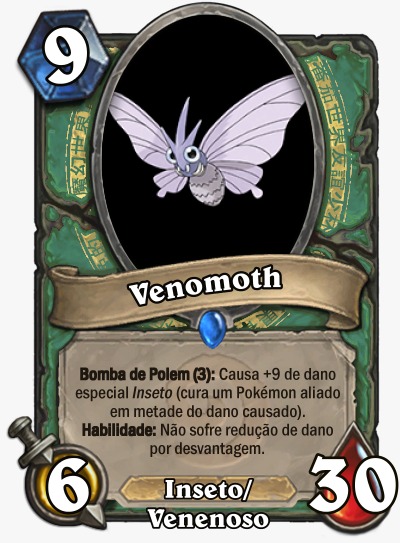 9
Venomoth
Bomba de Polem (3): Causa +9 de dano
especial Inseto (cura um Pokémon aliado
em metade do dano causado).
Habilidade: Não sofre redução de dano
por desvantagem.
6
Inseto/
Venenoso
30